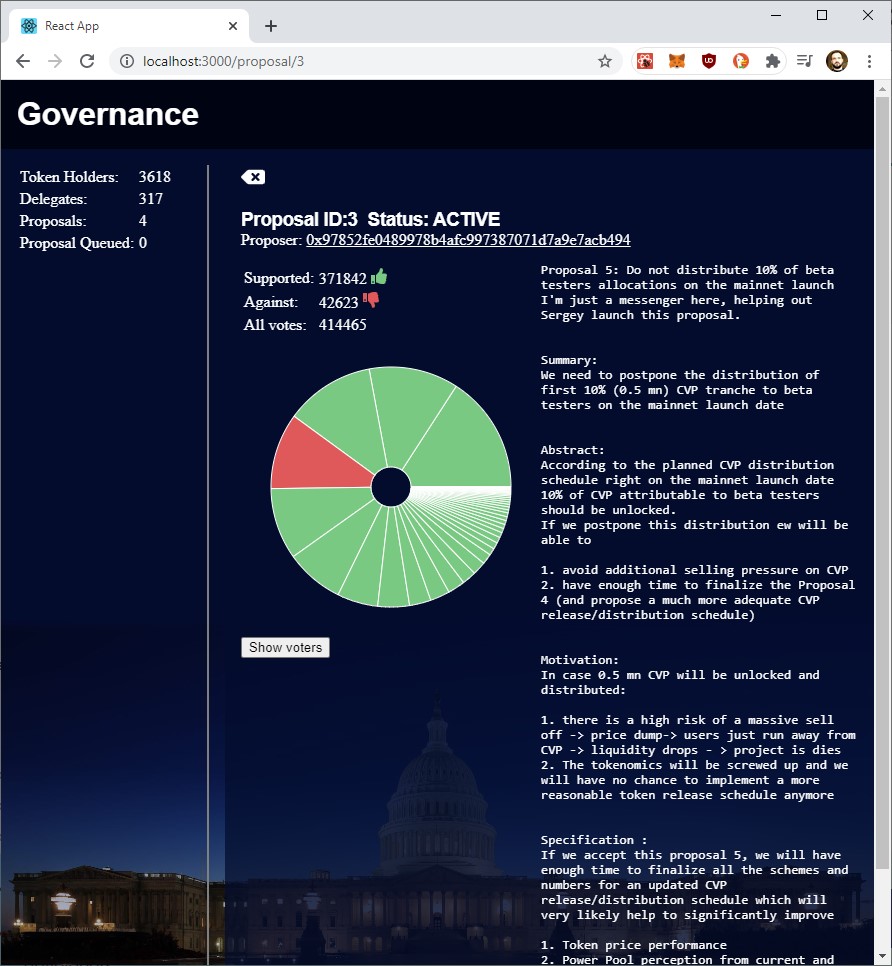 React App
localhost:3000/proposal/3
Governance
Token Holders: 3618
Delegates: 317
Proposals: 4
Proposal Queued: 0
Proposal ID:3 Status: ACTIVE
Proposer: 0x97852fe0489978b4afc997387071d7a9e7acb494
Supported: 371842
Against: 42623
All votes: 414465
Show voters
Proposal 5: Do not distribute 10% of beta
testers allocations on the mainnet launch
I'm just a messenger here, helping out
Sergey launch this proposal.
Summary:
We need to postpone the distribution of
first 10% (0.5 mn) CVP tranche to beta
testers on the mainnet launch date
Abstract:
According to the planned CVP distribution
schedule right on the mainnet launch date
10% of CVP attributable to beta testers
should be unlocked.
If we postpone this distribution ew will be
able to
1. avoid additional selling pressure on CVP
2. have enough time to finalize the Proposal
4 (and propose a much more adequate CVP
release/distribution schedule)
Motivation:
In case 0.5 mn CVP will be unlocked and
distributed:
1. there is a high risk of a massive sell
off -> price dump-> users just run away from
CVP -> liquidity drops - > project is dies
2. The tokenomics will be screwed up and we
will have no chance to implement a more
reasonable token release schedule anymore
Specification :
If we accept this proposal 5, we will have
enough time to finalize all the schemes and
numbers for an updated CVP
release/distribution schedule which will
very likely help to significantly improve
1. Token price performance
2. Power Pool perception from current and